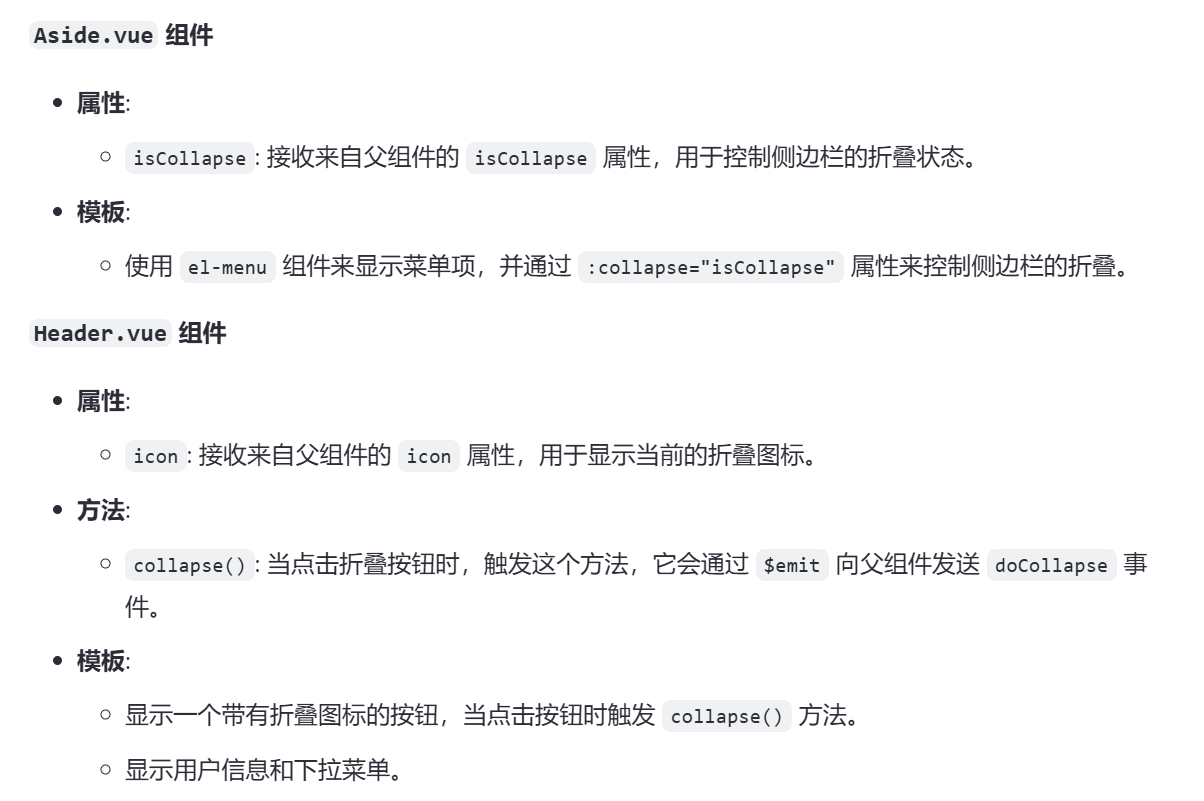 Aside.vue 组件
属性:
isCollapse: 接收来自父组件的 isCollapse 属性，用于控制侧边栏的折叠状态。
模板:
使用 el-menu 组件来显示菜单项，并通过 :collapse="isCollapse" 属性来控制侧边栏的折叠。
Header.vue 组件
属性:
icon: 接收来自父组件的 icon 属性，用于显示当前的折叠图标。
方法:
collapse(): 当点击折叠按钮时，触发这个方法，它会通过 $emit 向父组件发送 doCollapse 事
件。
模板:
显示一个带有折叠图标的按钮，当点击按钮时触发 collapse() 方法。
显示用户信息和下拉菜单。